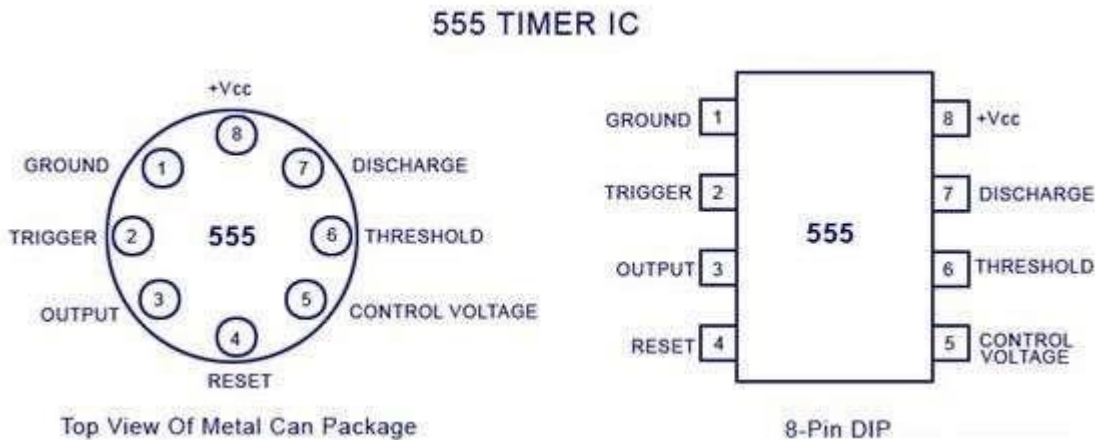 555 TIMER IC
+Vcc
8
GROUND 1
7 DISCHARGE
TRIGGER 2
555
6 THRESHOLD
3
OUTPUT
5
CONTROL VOLTAGE
4
RESET
Top View Of Metal Can Package
GROUND 1
8 +Vcc
TRIGGER 2
7 DISCHARGE
555
OUTPUT 3
6 THRESHOLD
RESET 4
5 CONTROL
VOLTAGE
8-Pin DIP